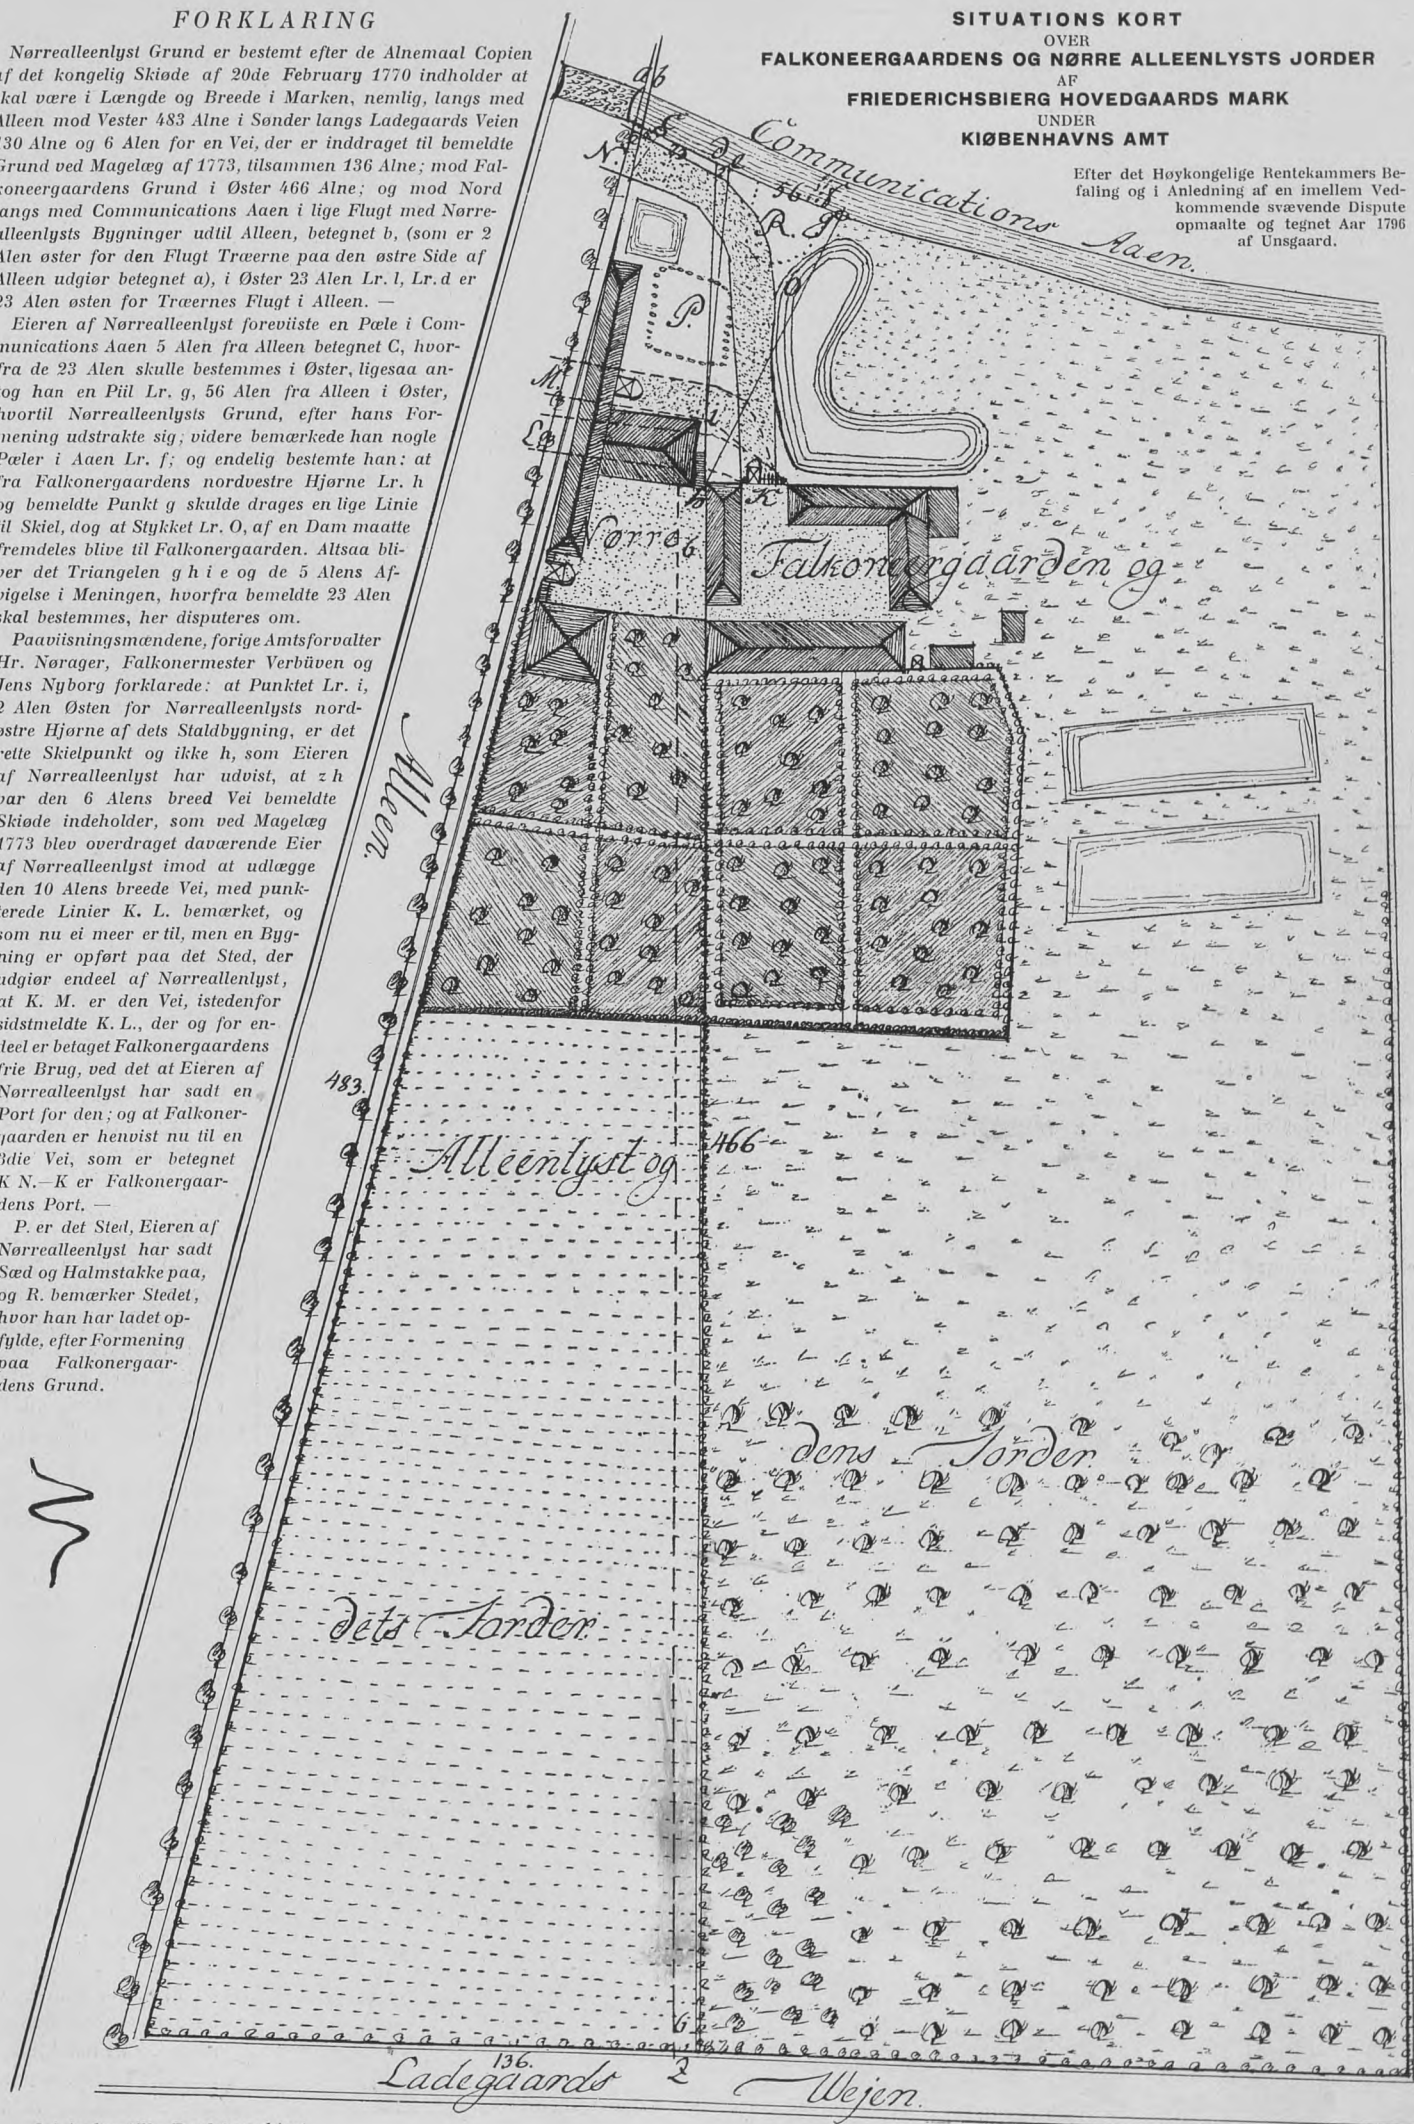 FORKLARING
Nørrealleenlyst Grund er bestemt efter de Alnemaal Copien
af det kongelig Skiøde af 20de February 1770 indholder at
skal være i Længde og Breede i Marken, nemlig, langs med
Alleen mod Vester 483 Alne i Sønder langs Ladegaards Veien
130 Alne og 6 Alen for en Vei, der er inddraget til bemeldte
Grund ved Magelæg af 1773, tilsammen 136 Alne; mod Fal-
koneergaardens Grund i Øster 466 Alne; og mod Nord
langs med Communications Aaen i lige Flugt med Nørre-
alleenlysts Bygninger udtil Alleen, betegnet b, (som er 2
Alen øster for den Flugt Træerne paa den østre Side af
Alleen udgiør betegnet a), i Øster 23 Alen Lr. l, Lr. d er
23 Alen østen for Træernes Flugt i Alleen. —
Eieren af Nørrealleenlyst foreviiste en Pæle i Com-
munications Aaen 5 Alen fra Alleen betegnet C, hvor-
fra de 23 Alen skulle bestemmes i Øster, ligesaa an-
tog han en Piil Lr. g, 56 Alen fra Alleen i Øster,
hvortil Nørrealleenlysts Grund, efter hans For-
mening udstrakte sig; videre bemærkede han nogle
Pæler i Aaen Lr. f; og endelig bestemte han: at
fra Falkonergaardens nordvestre Hjørne Lr. h
og bemeldte Punkt g skulde drages en lige Linie
til Skiel, dog at Stykket Lr. O, af en Dam maatte
fremdeles blive til Falkonergaarden. Altsaa bli-
ver det Triangelen g h i e og de 5 Alens Af-
vigelse i Meningen, hvorfra bemeldte 23 Alen
skal bestemmes, her disputeres om.
Paaviisningsmændene, forige Amtsforvalter
Hr. Nørager, Falkonermester Verbüven og
Jens Nyborg forklarede: at Punktet Lr. i,
2 Alen Østen for Nørrealleenlysts nord-
østre Hjørne af dets Staldbygning, er det
rette Skielpunkt og ikke h, som Eieren
af Nørrealleenlyst har udvist, at z h
var den 6 Alens breed Vei bemeldte
Skiøde indeholder, som ved Magelæg
1773 blev overdraget daværende Eier
af Nørrealleenlyst imod at udlægge
den 10 Alens breede Vei, med punk-
terede Linier K. L. bemærket, og
som nu ei meer er til, men en Byg-
ning er opført paa det Sted, der
udgiør endeel af Nørreallenlyst,
at K. M. er den Vei, istedenfor
sidstmeldte K. L., der og for en-
deel er betaget Falkonergaardens
frie Brug, ved det at Eieren af
Nørrealleenlyst har sadt en
Port for den; og at Falkoner-
gaarden er henvist nu til en
3die Vei, som er betegnet
K N.—K er Falkonergaar-
dens Port. —
P. er det Sted, Eieren af
Nørrealleenlyst har sadt
Sæd og Halmstakke paa,
og R. bemærker Stedet,
hvor han har ladet op-
fylde, efter Formening
paa Falkonergaar-
dens Grund.
SITUATIONS KORT
OVER
FALKONEERGAARDENS OG NØRRE ALLEENLYSTS JORDER
AF
FRIEDERICHSBIERG HOVEDGAARDS MARK
UNDER
KIØBENHAVNS AMT
Efter det Høykongelige Rentekammers Be-
faling og i Anledning af en imellem Ved-
kommende svævende Dispute
opmaalte og tegnet Aar 1796
af Unsgaard.
a b
Communications Aaen.
N.
d e
56
f
R. g
O
P.
M.
i
L
h
K
Nørre
6
Falkoneergaarden og
Alleen.
483.
Alleenlyst og
466
dens Jorder
dets Jorder
6
136.
Z
Ladegaards Wejen.